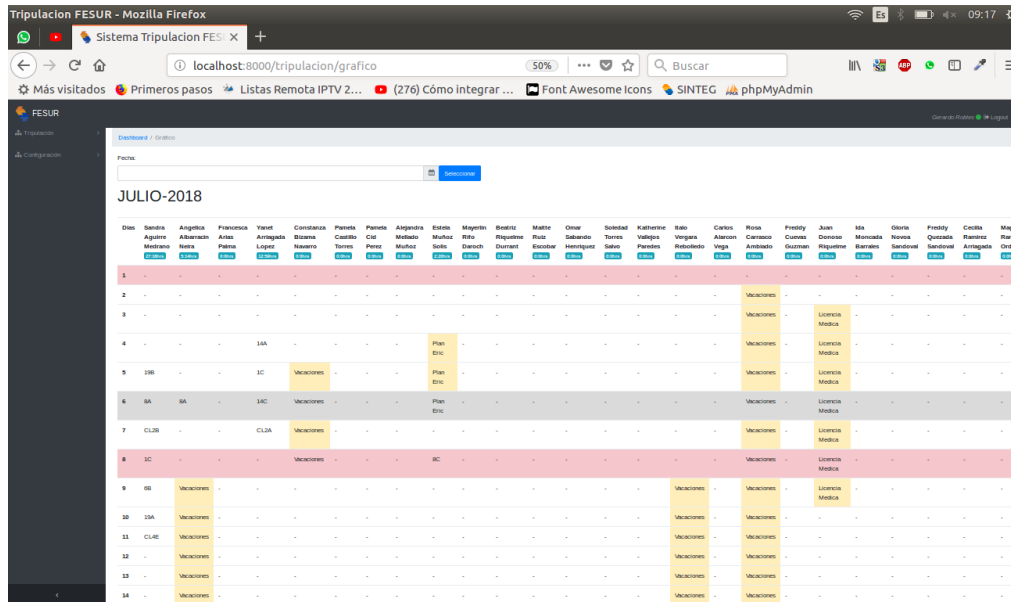 Tripulacion FESUR - Mozilla Firefox
Es 09:17
Sistema Tripulacion FES
localhost:8000/tripulacion/grafico 50% Buscar
Más visitados Primeros pasos Listas Remota IPTV 2... (276) Cómo integrar ... Font Awesome Icons SINTEG phpMyAdmin
FESUR Gerardo Robles Logout
Tripulación
Configuración
Dashboard / Gráfico
Fecha:
Seleccionar
JULIO-2018
Días Sandra Angelica Francesca Yanet Constanza Pamela Pamela Alejandra Estela Mayerlin Beatriz Maitte Omar Soledad Katherine Italo Carlos Rosa Freddy Juan Ida Gloria Freddy Cecilia
Aguirre Albarracin Arias Arriagada Bizama Castillo Cid Mellado Muñoz Rifo Riquelme Ruiz Sabando Torres Vallejos Vergara Alarcon Carrasco Cuevas Donoso Moncada Novoa Quezada Ramirez
Medrano Neira Palma Lopez Navarro Torres Perez Muñoz Solis Daroch Durrant Escobar Henriquez Salvo Paredes Rebolledo Vega Ambiado Guzman Riquelme Barrales Sandoval Sandoval Arriagada
1 - - - - - - - - - - - - - - - - - - - - - - - -
2 - - - - - - - - - - - - - - - - - Vacaciones - - - - - -
3 - - - - - - - - - - - - - - - - - Vacaciones - Licencia Medica - - - -
4 - - - 14A - - - - Plan Eric - - - - - - - - Vacaciones - Licencia Medica - - - -
5 19B - - 1C Vacaciones - - - Plan Eric - - - - - - - - Vacaciones - Licencia Medica - - - -
6 8A 8A - 14C Vacaciones - - - Plan Eric - - - - - - - - Vacaciones - Licencia Medica - - - -
7 CL2B - - CL2A Vacaciones - - - - - - - - - - - - Vacaciones - Licencia Medica - - - -
8 1C - - - Vacaciones - - - 8C - - - - - - - - Vacaciones - Licencia Medica - - - -
9 6B Vacaciones - - - - - - - - - - - - - Vacaciones - Vacaciones - Licencia Medica - - - -
10 19A Vacaciones - - - - - - - - - - - - - Vacaciones - Vacaciones - - - - - -
11 CL4E Vacaciones - - - - - - - - - - - - - Vacaciones - Vacaciones - - - - - -
12 - Vacaciones - - - - - - - - - - - - - Vacaciones - Vacaciones - - - - - -
13 - Vacaciones - - - - - - - - - - - - - Vacaciones - Vacaciones - - - - - -
14 - Vacaciones - - - - - - - - - - - - - Vacaciones - Vacaciones - - - - - -